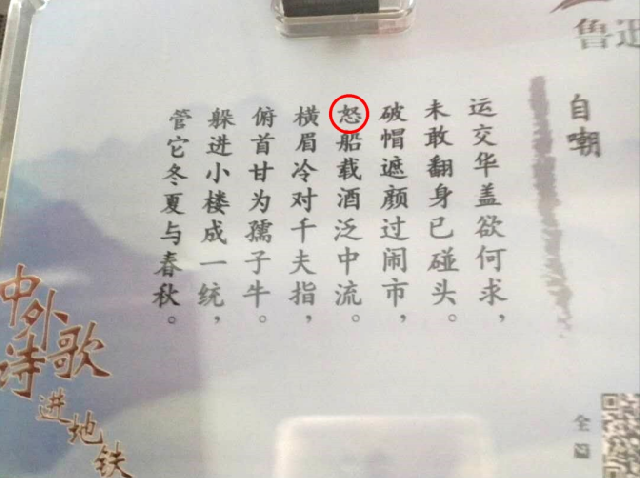 鲁迅
自嘲
运交华盖欲何求，
未敢翻身已碰头。
破帽遮颜过闹市，
怒船载酒泛中流。
横眉冷对千夫指，
俯首甘为孺子牛。
躲进小楼成一统，
管它冬夏与春秋。
中外
诗歌
进地铁
全篇